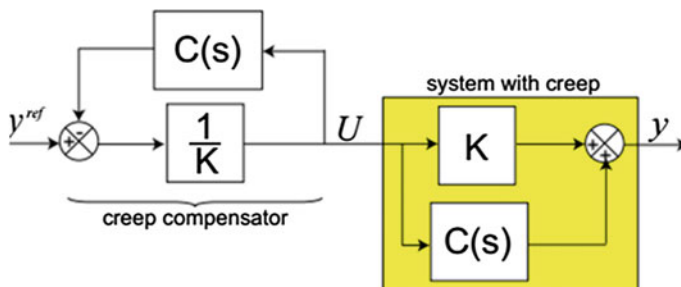 C(s)
system with creep
y^ref
+ -
1
K
U
K
+
+
y
C(s)
creep compensator